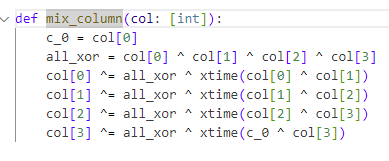 def mix_column(col: [int]):
    c_0 = col[0]
    all_xor = col[0] ^ col[1] ^ col[2] ^ col[3]
    col[0] ^= all_xor ^ xtime(col[0] ^ col[1])
    col[1] ^= all_xor ^ xtime(col[1] ^ col[2])
    col[2] ^= all_xor ^ xtime(col[2] ^ col[3])
    col[3] ^= all_xor ^ xtime(c_0 ^ col[3])